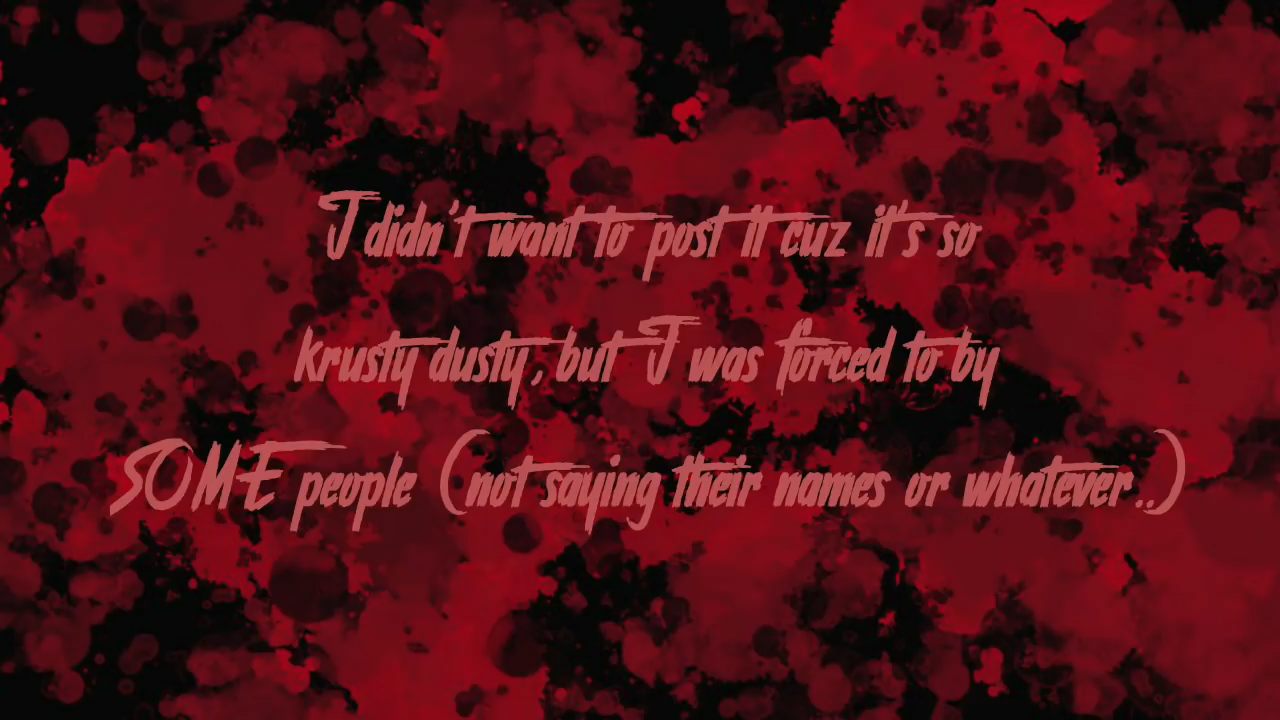 I didn't want to post it cuz it's so
krusty dusty, but I was forced to by
SOME people (not saying their names or whatever..)